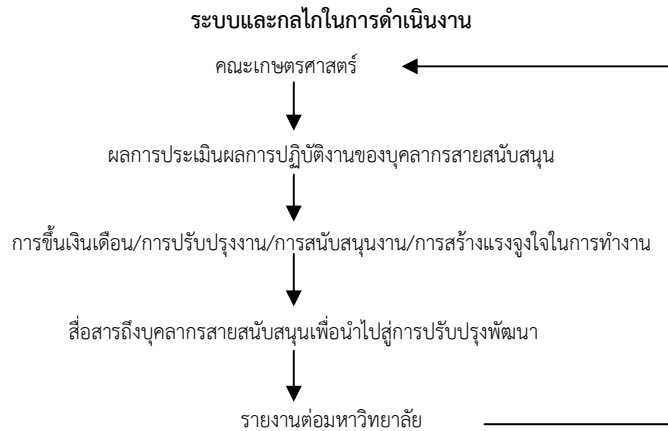 ระบบและกลไกในการดำเนินงาน
คณะเกษตรศาสตร์
ผลการประเมินผลการปฏิบัติงานของบุคลากรสายสนับสนุน
การขึ้นเงินเดือน/การปรับปรุงงาน/การสนับสนุนงาน/การสร้างแรงจูงใจในการทำงาน
สื่อสารถึงบุคลากรสายสนับสนุนเพื่อนำไปสู่การปรับปรุงพัฒนา
รายงานต่อมหาวิทยาลัย